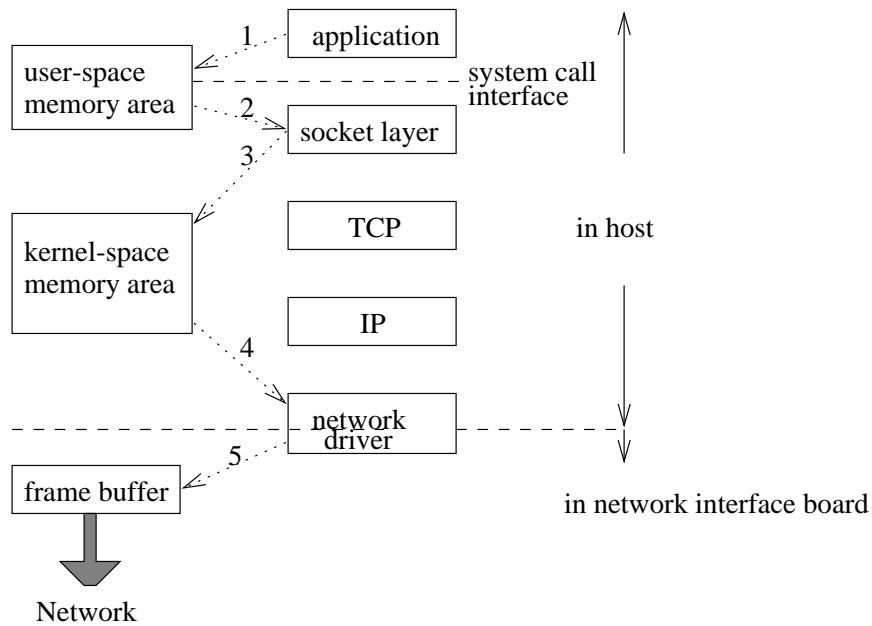 1
application
user-space
memory area
system call
interface
2
socket layer
3
TCP
in host
kernel-space
memory area
IP
4
network
driver
5
frame buffer
in network interface board
Network